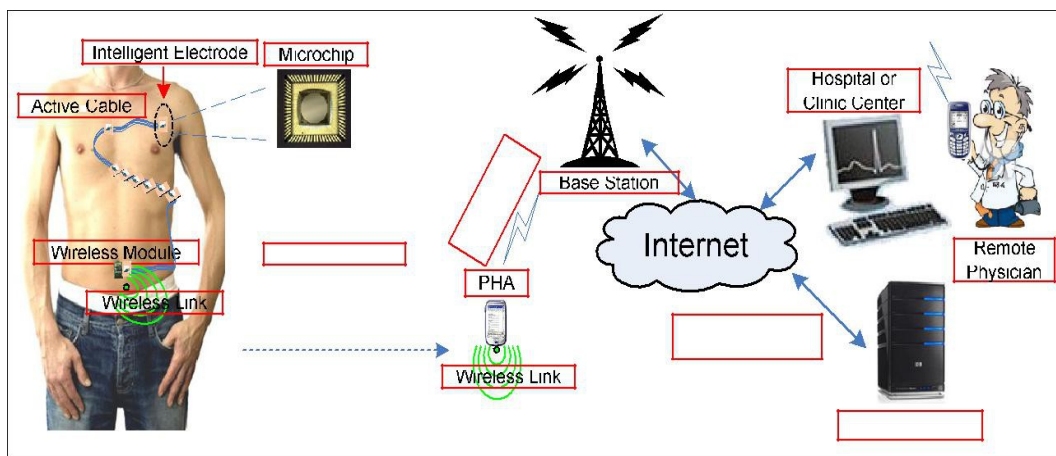 Intelligent Electrode
Microchip
Active Cable
Hospital or
Clinic Center
Base Station
Internet
Wireless Module
Remote
Physician
PHA
Wireless Link
Wireless Link